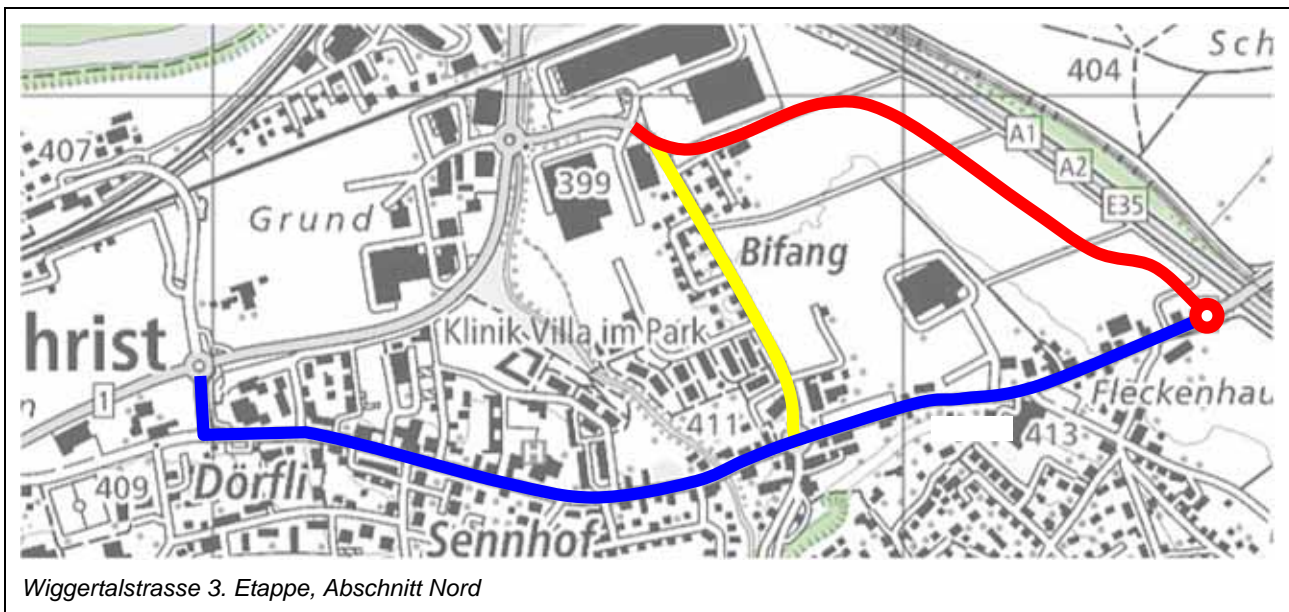 Sch
404
407
A1
399
A2
Grund
E35
Bifang
hrist
Klinik Villa im Park
1
n
Fleckenhau
411
413
409
Dörfli
H
Sennhof
Wiggertalstrasse 3. Etappe, Abschnitt Nord